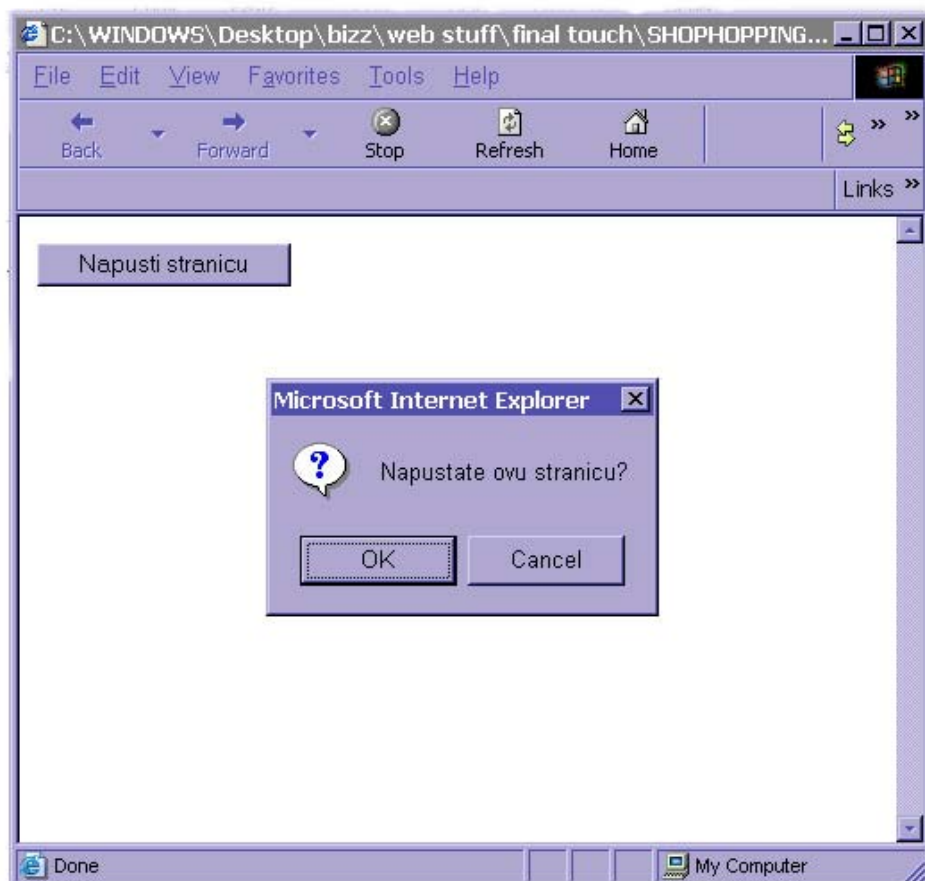 C:\WINDOWS\Desktop\bizz\web stuff\final touch\SHOPHOPPING...
File Edit View Favorites Tools Help
Back Forward Stop Refresh Home
Links
Napusti stranicu
Microsoft Internet Explorer
Napustate ovu stranicu?
OK Cancel
Done My Computer